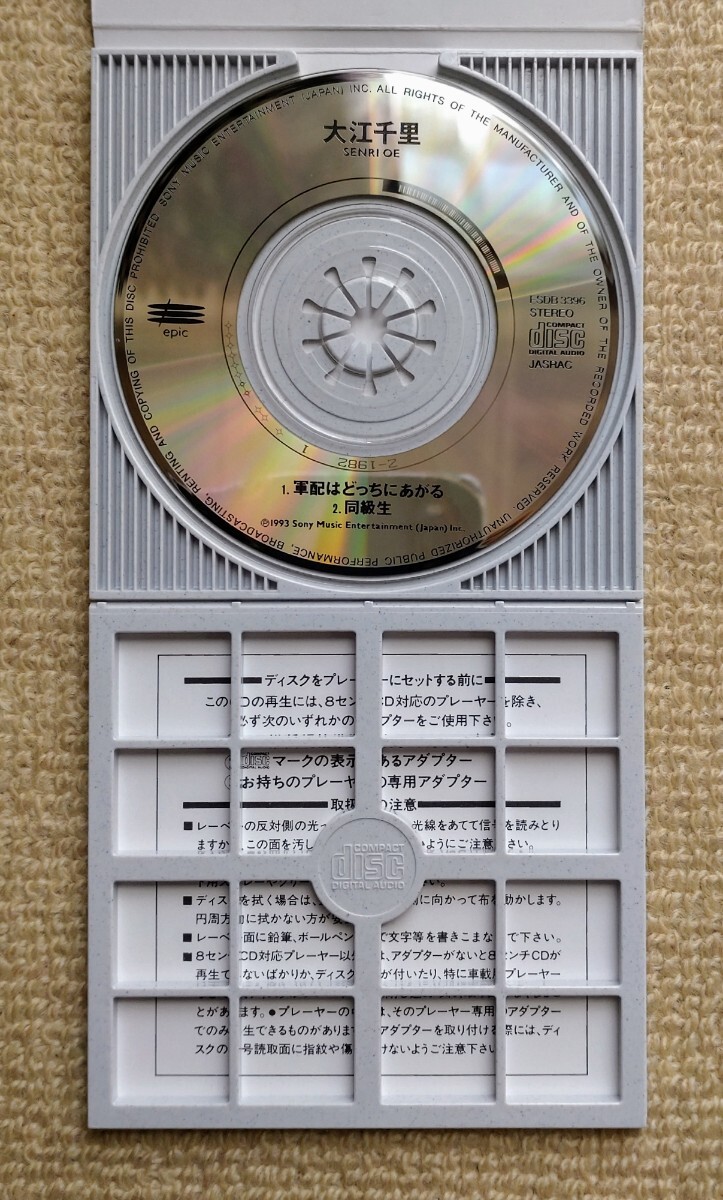 ALL RIGHTS OF THE MANUFACTURER AND OF THE OWNER OF THE RECORDED WORK RESERVED. UNAUTHORIZED PUBLIC PERFORMANCE, BROADCASTING, RENTING AND COPYING OF THIS DISC PROHIBITED SONY MUSIC ENTERTAINMENT (JAPAN) INC.
大江千里
SENRI OE
epic
ESDB 3396
STEREO
COMPACT
disc
DIGITAL AUDIO
JASHAC
Z-1982 1
1. 軍配はどっちにあがる
2. 同級生
Ⓟ1993 Sony Music Entertainment (Japan) Inc.
ディスクをプレー ーにセットする前に
この CDの再生には、8セン CD対応のプレーヤー を除き、
必ず次のいずれかの アダプターをご使用下さ 。
disc マークの表示 あるアダプター
お持ちのプレーヤ の専用アダプター
取扱 の注意
■ レーベ の反対側の光 光線をあてて信 を読みとり
ますか 、この面を汚し いようにご注意 さい。
COMPACT
disc
DIGITAL AUDIO
■ ディス を拭く場合は、 に向かって布 動かします。
円周方 に拭かない方が
■ レーベ 面に鉛筆、ボールペン で文字等を書きこまな で下さい。
■ 8セン CD対応プレーヤー以 は、アダプターがないと8 ンチCDが
再生で ないばかりか、ディス が付いたり、特に車載 プレーヤー
とがあ ます。●プレーヤーの は、そのプレーヤー専用 アダプター
でのみ 生できるものがあります アダプターを取り付ける 際には、ディ
スクの 号読取面に指紋や傷 けないようご注意下さい